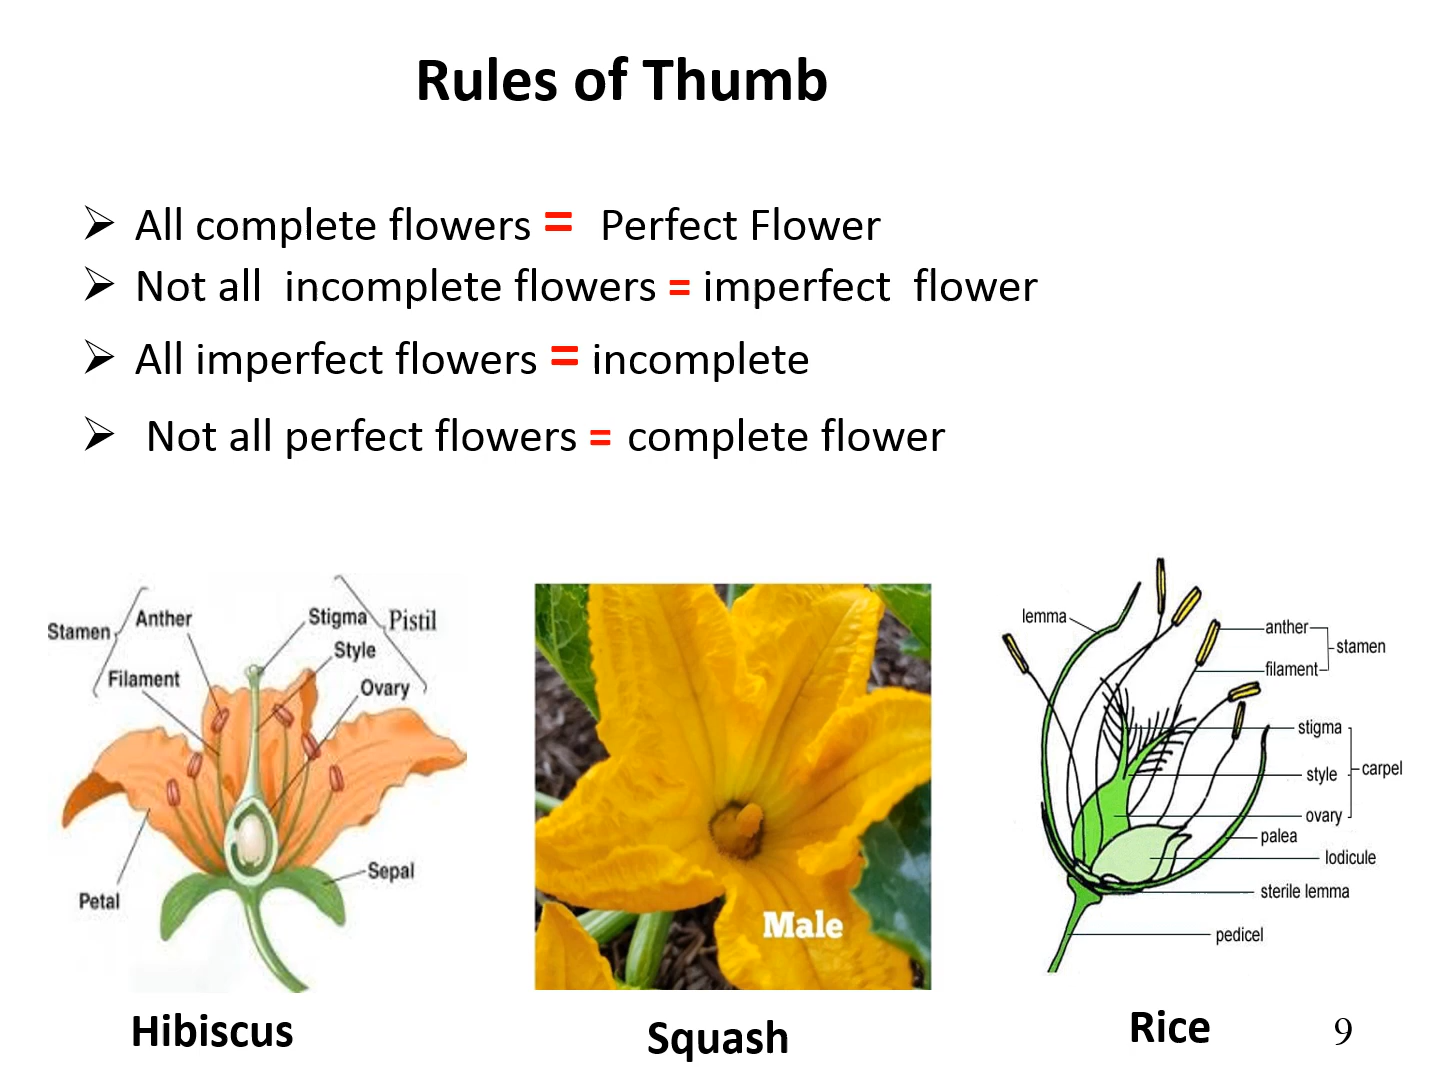 Rules of Thumb
➢ All complete flowers = Perfect Flower
➢ Not all incomplete flowers = imperfect flower
➢ All imperfect flowers = incomplete
➢ Not all perfect flowers = complete flower
Stamen
Anther
Filament
Stigma
Pistil
Style
Ovary
Petal
Sepal
Hibiscus
Male
Squash
lemma
anther
stamen
filament
stigma
style
carpel
ovary
palea
lodicule
sterile lemma
pedicel
Rice
9